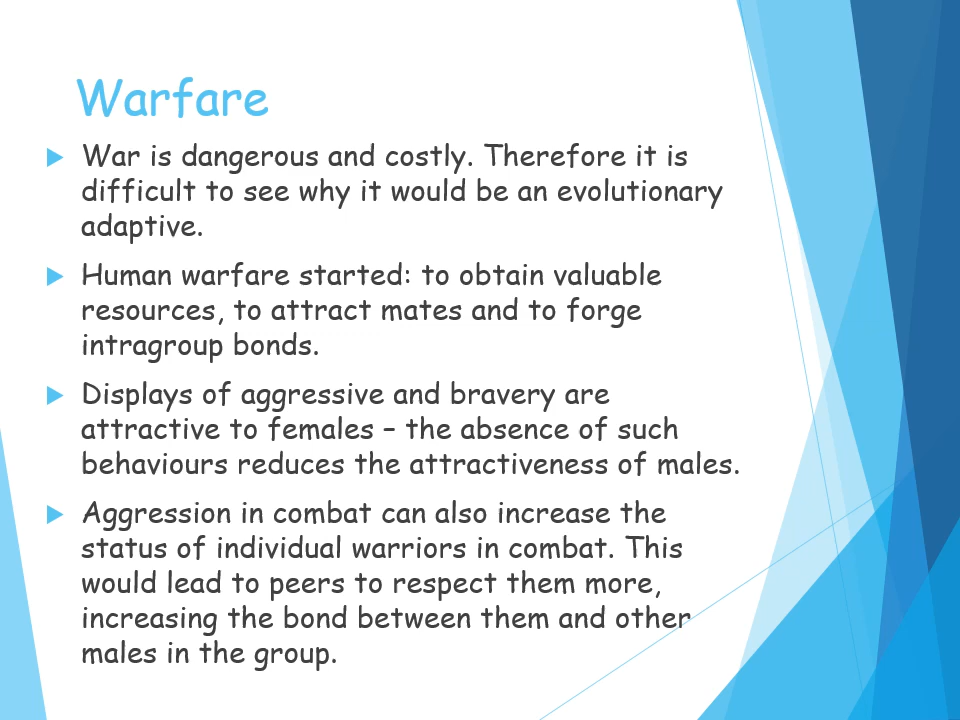 Warfare
War is dangerous and costly. Therefore it is
difficult to see why it would be an evolutionary
adaptive.
Human warfare started: to obtain valuable
resources, to attract mates and to forge
intragroup bonds.
Displays of aggressive and bravery are
attractive to females – the absence of such
behaviours reduces the attractiveness of males.
Aggression in combat can also increase the
status of individual warriors in combat. This
would lead to peers to respect them more,
increasing the bond between them and other
males in the group.